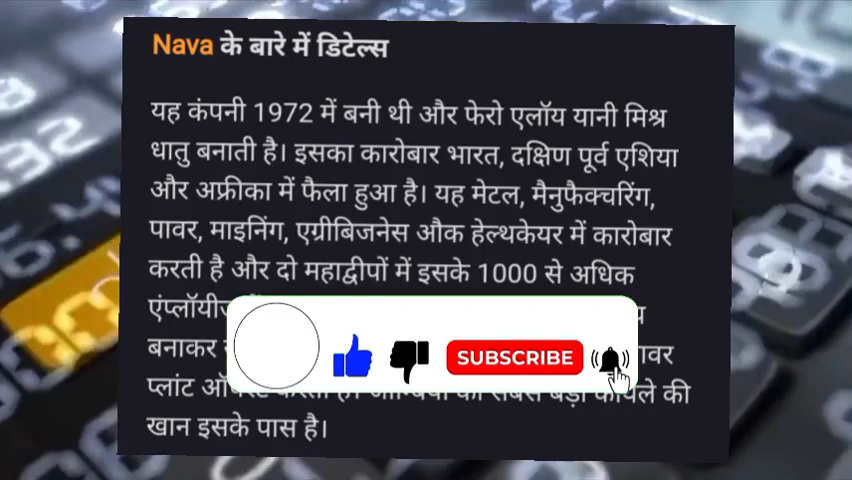 Nava के बारे में डिटेल्स
यह कंपनी 1972 में बनी थी और फेरो एलॉय यानी मिश्र
धातु बनाती है। इसका कारोबार भारत, दक्षिण पूर्व एशिया
और अफ्रीका में फैला हुआ है। यह मेटल, मैनुफैक्चरिंग,
पावर, माइनिंग, एग्रीबिजनेस औक हेल्थकेयर में कारोबार
करती है और दो महाद्वीपों में इसके 1000 से अधिक
बनाकर
SUBSCRIBE
प्लांट
की
खान इसके पास है।